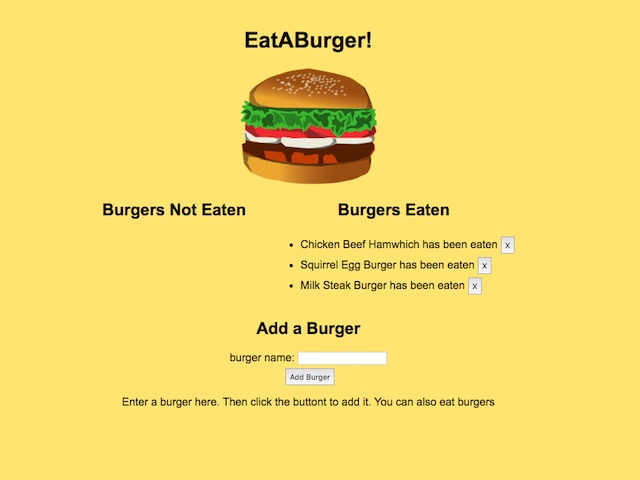 EatABurger!
Burgers Not Eaten
Burgers Eaten
Chicken Beef Hamwhich has been eaten x
Squirrel Egg Burger has been eaten x
Milk Steak Burger has been eaten x
Add a Burger
burger name:
Add Burger
Enter a burger here. Then click the buttont to add it. You can also eat burgers